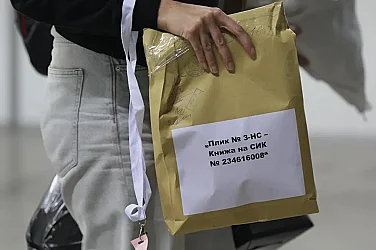 „Плик № 3-НС –
Книжа на СИК
№ 234616008“